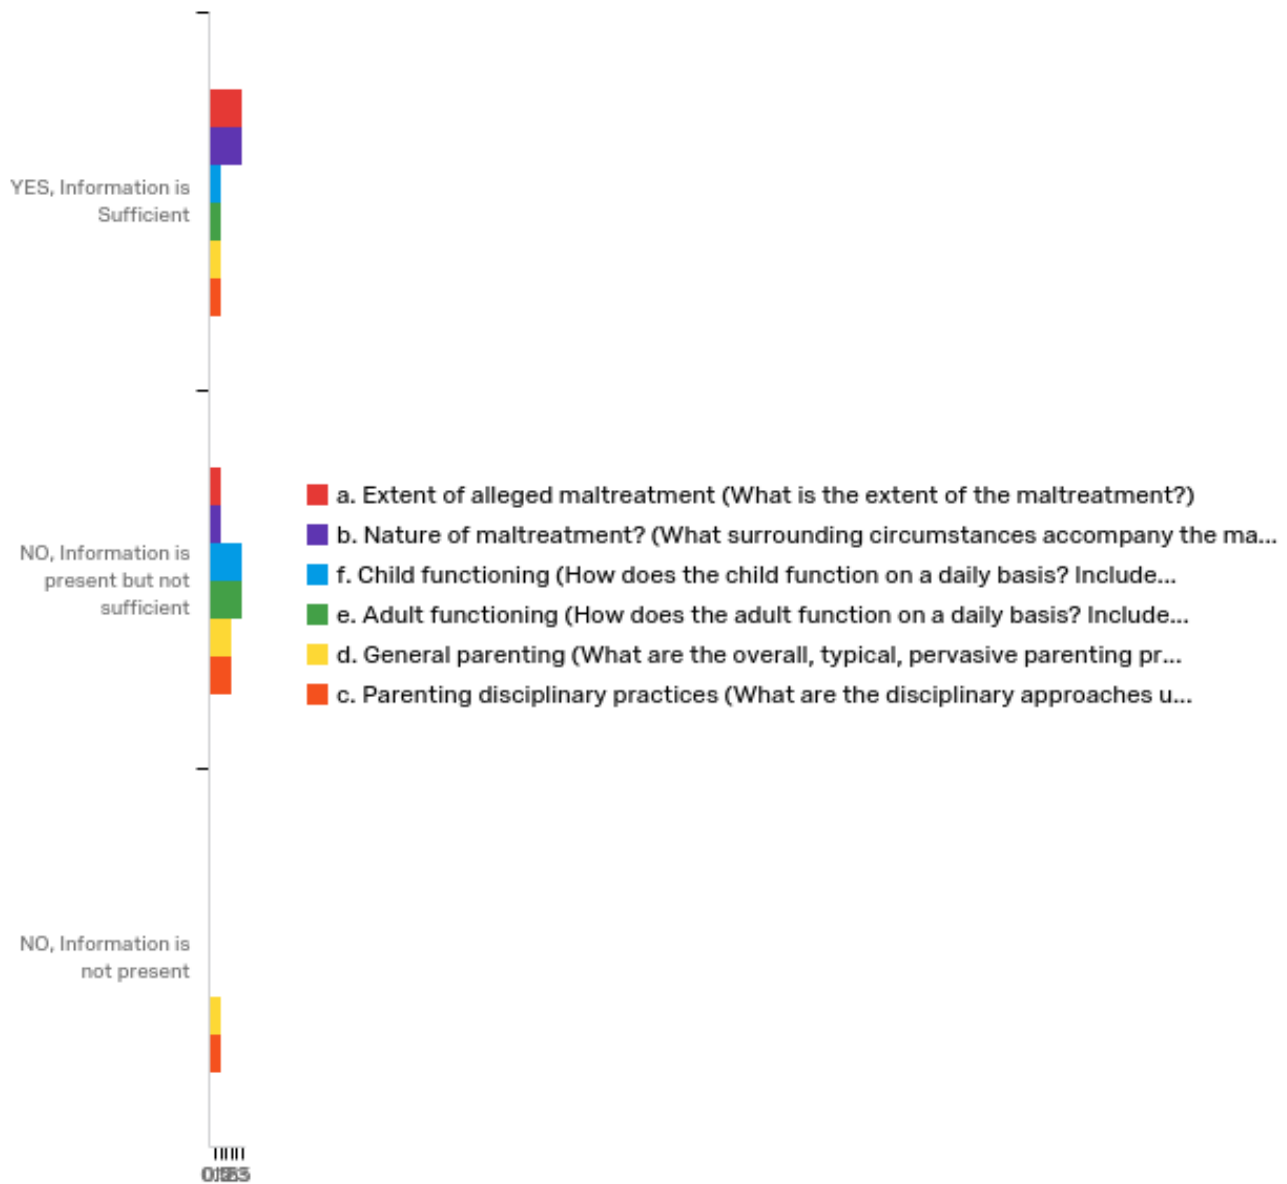 YES, Information is
Sufficient
NO, Information is
present but not
sufficient
NO, Information is
not present
a. Extent of alleged maltreatment (What is the extent of the maltreatment?)
b. Nature of maltreatment? (What surrounding circumstances accompany the ma...
f. Child functioning (How does the child function on a daily basis? Include...
e. Adult functioning (How does the adult function on a daily basis? Include...
d. General parenting (What are the overall, typical, pervasive parenting pr...
c. Parenting disciplinary practices (What are the disciplinary approaches u...